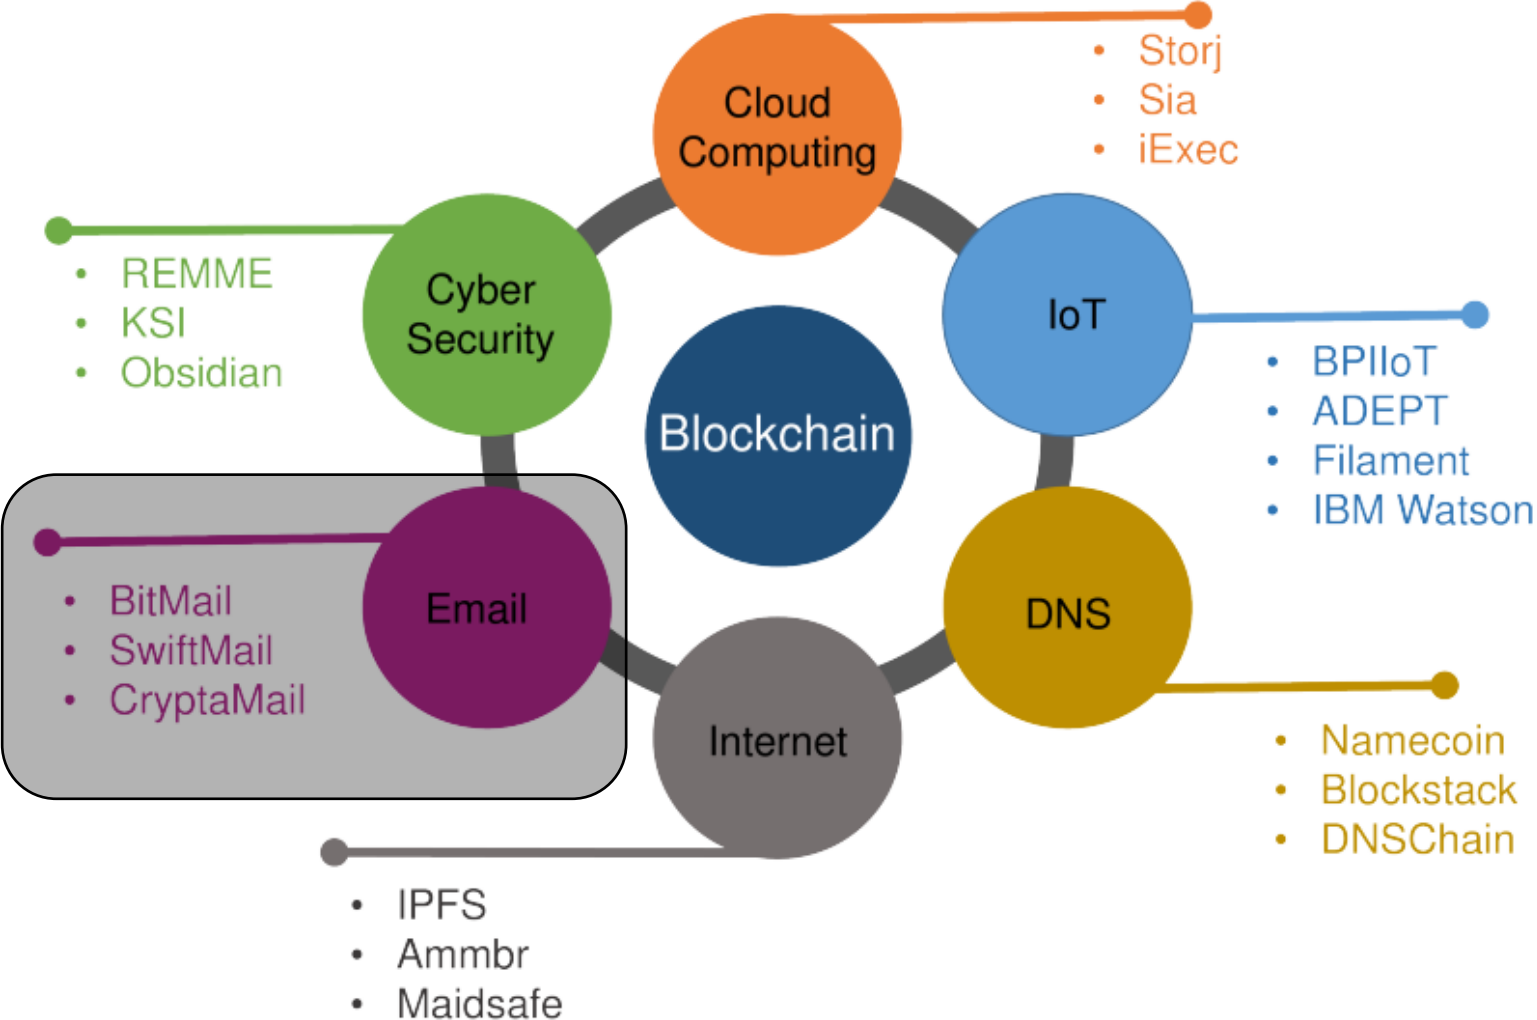 Cloud
Computing
• Storj
• Sia
• iExec
Cyber
Security
• REMME
• KSI
• Obsidian
IoT
• BPIIoT
• ADEPT
• Filament
• IBM Watson
Blockchain
Email
• BitMail
• SwiftMail
• CryptaMail
DNS
• Namecoin
• Blockstack
• DNSChain
Internet
• IPFS
• Ammbr
• Maidsafe